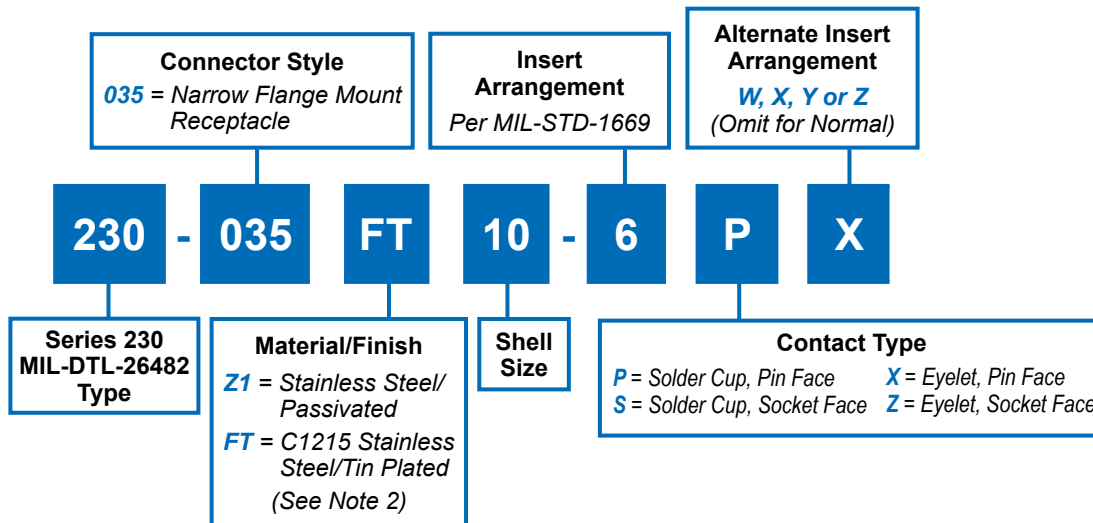 Connector Style
035 = Narrow Flange Mount
Receptacle
Insert
Arrangement
Per MIL-STD-1669
Alternate Insert
Arrangement
W, X, Y or Z
(Omit for Normal)
230 - 035 FT 10 - 6 P X
Series 230
MIL-DTL-26482
Type
Material/Finish
Z1 = Stainless Steel/
Passivated
FT = C1215 Stainless
Steel/Tin Plated
(See Note 2)
Shell
Size
Contact Type
P = Solder Cup, Pin Face X = Eyelet, Pin Face
S = Solder Cup, Socket Face Z = Eyelet, Socket Face